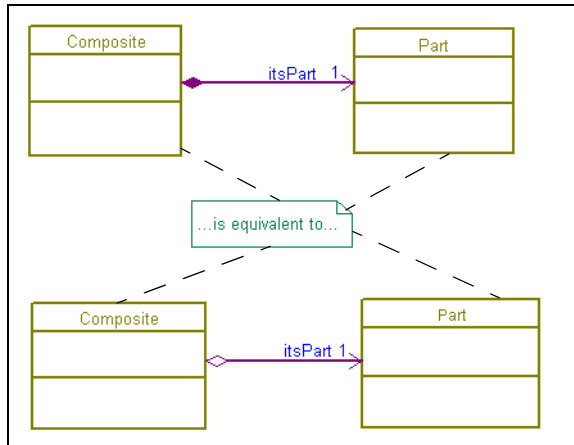 Composite
Part
itsPart 1
...is equivalent to...
Composite
Part
itsPart 1